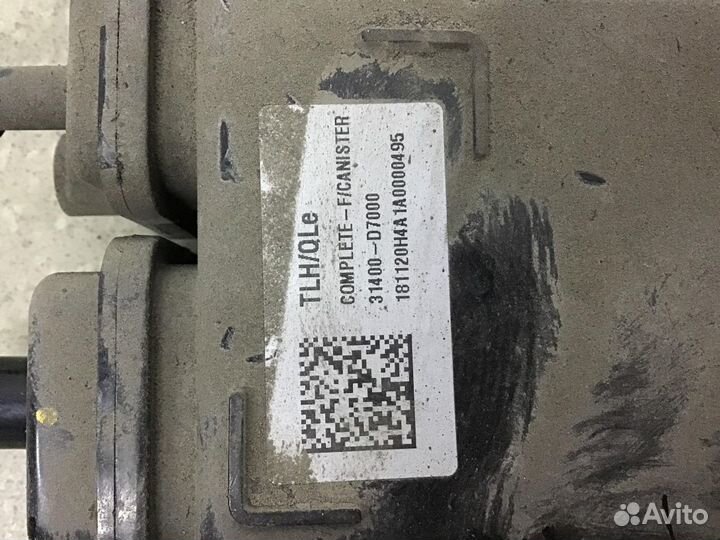 TLH/QLe
COMPLETE-F/CANISTER
31400-D7000
181120H4A1A0000495
Avito